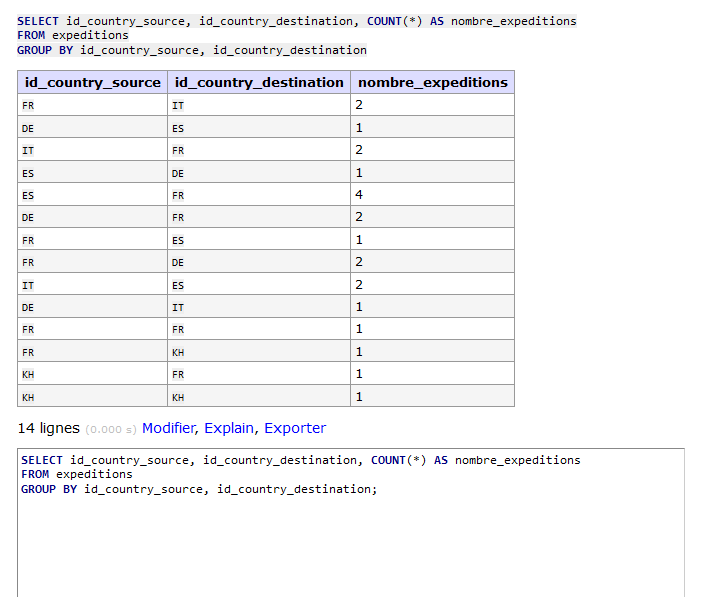 SELECT id_country_source, id_country_destination, COUNT(*) AS nombre_expeditions
FROM expeditions
GROUP BY id_country_source, id_country_destination
id_country_source id_country_destination nombre_expeditions
FR IT 2
DE ES 1
IT FR 2
ES DE 1
ES FR 4
DE FR 2
FR ES 1
FR DE 2
IT ES 2
DE IT 1
FR FR 1
FR KH 1
KH FR 1
KH KH 1
14 lignes (0.000 s) Modifier, Explain, Exporter
SELECT id_country_source, id_country_destination, COUNT(*) AS nombre_expeditions
FROM expeditions
GROUP BY id_country_source, id_country_destination;